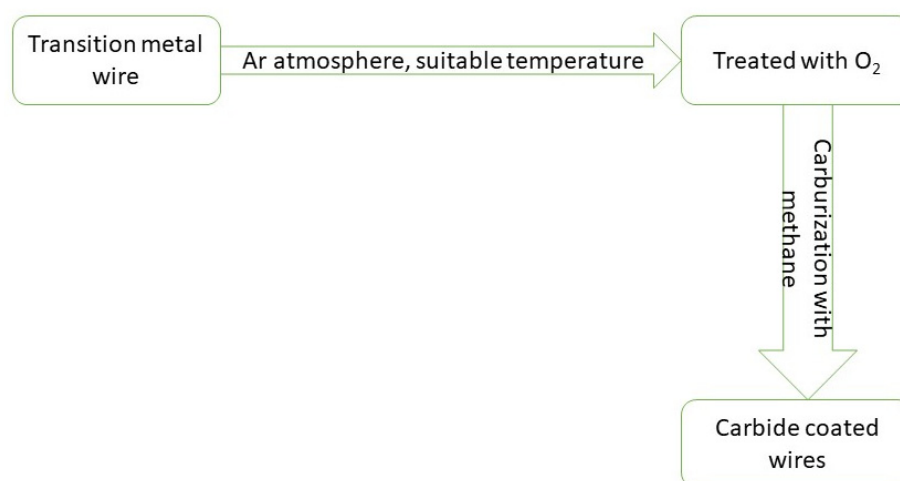 Transition metal
wire
Ar atmosphere, suitable temperature
Treated with O₂
Carburization with
methane
Carbide coated
wires